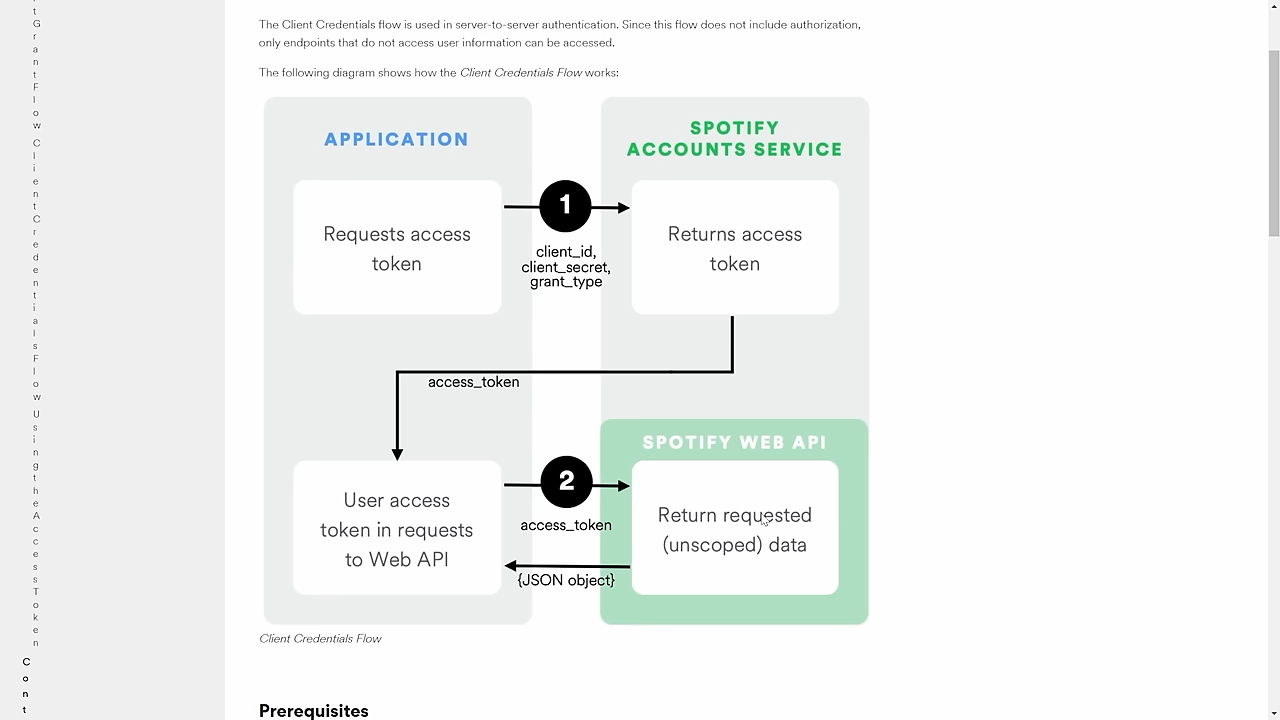 t
G
r
a
n
t
F
l
o
w
C
l
i
e
n
t
C
r
e
d
e
n
t
i
a
l
s
F
l
o
w
U
s
i
n
g
t
h
e
A
c
c
e
s
s
T
o
k
e
n
C
o
n
t
The Client Credentials flow is used in server-to-server authentication. Since this flow does not include authorization,
only endpoints that do not access user information can be accessed.
The following diagram shows how the Client Credentials Flow works:
APPLICATION
SPOTIFY
ACCOUNTS SERVICE
Requests access
token
1
client_id,
client_secret,
grant_type
Returns access
token
access_token
SPOTIFY WEB API
User access
token in requests
to Web API
2
access_token
{JSON object}
Return requested
(unscoped) data
Client Credentials Flow
Prerequisites